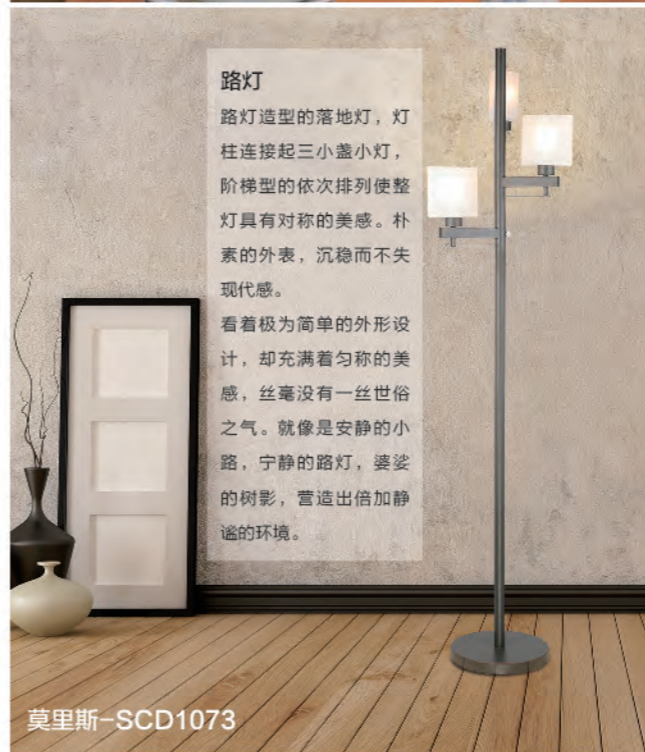 路灯
路灯造型的落地灯，灯
柱连接起三小盏小灯，
阶梯型的依次排列使整
灯具有对称的美感。朴
素的外表，沉稳而不失
现代感。
看着极为简单的外形设
计，却充满着匀称的美
感，丝毫没有一丝世俗
之气。就像是安静的小
路，宁静的路灯，婆娑
的树影，营造出倍加静
谧的环境。
莫里斯-SCD1073